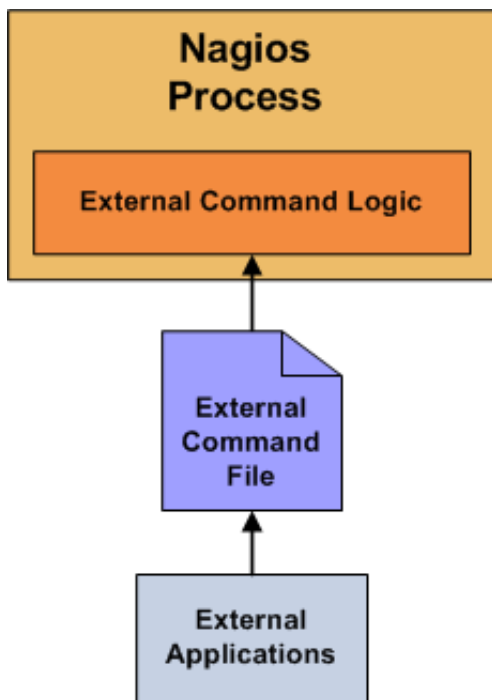 Nagios
Process
External Command Logic
External
Command
File
External
Applications